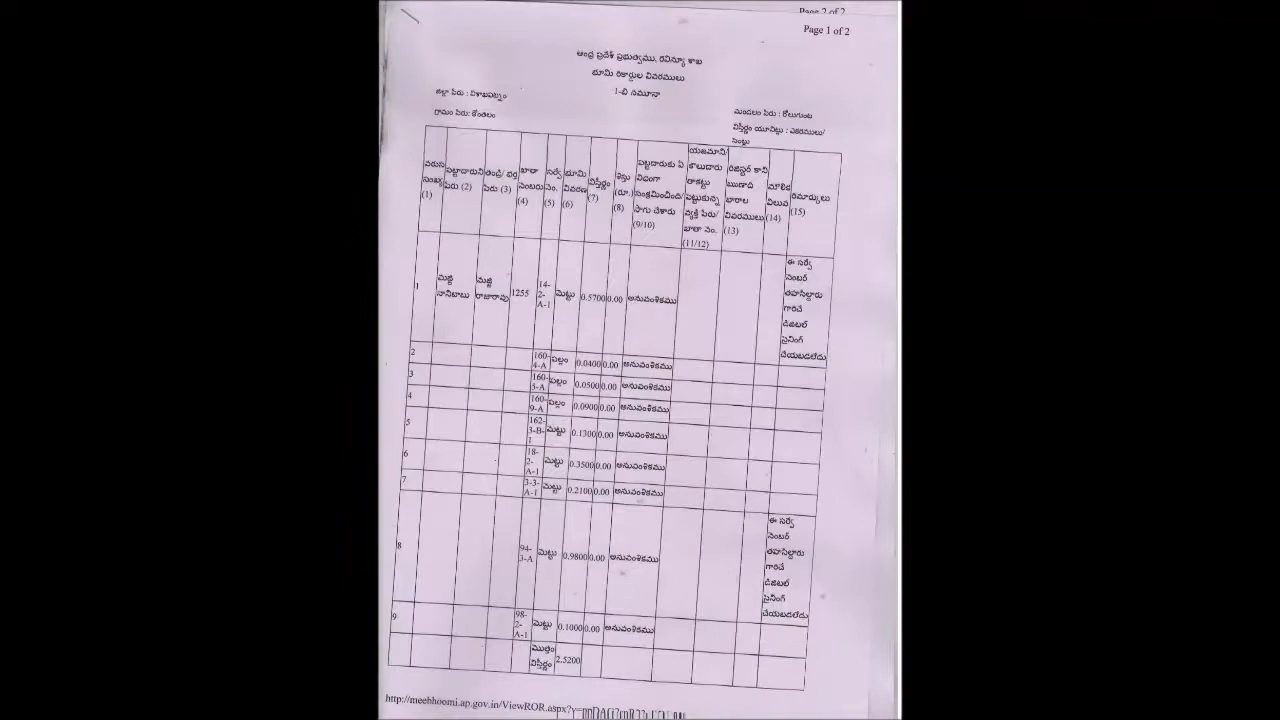 Page 2 of 2
Page 1 of 2
ఆంధ్ర ప్రదేశ్ ప్రభుత్వము, రెవిన్యూ శాఖ
భూమి రికార్డుల వివరములు
1-బి నమూనా
జిల్లా పేరు : విశాఖపట్నం
మండలం పేరు : రోలుగుంట
గ్రామం పేరు: కొంతలం
విస్తీర్ణం యూనిట్లు : ఎకరములు/
సెంట్లు
వరుస సంఖ్య (1) పట్టాదారుని పేరు (2) తండ్రి/ భర్త పేరు (3) ఖాతా నెంబరు (4) సర్వే నెం. (5) భూమి వివరణ (6) విస్తీర్ణం (7) శిస్తు (రూ.) (8) పట్టదారుకు ఏ విధంగా సంక్రమించింది/ సాగు చేశారు (9/10) యజమాని/ కౌలుదారు తాకట్టు పెట్టుకున్న వ్యక్తి పేరు/ ఖాతా నెం. (11/12) రిజిస్టర్ కాని ఋణాది భారాల వివరములు (13) మౌలిక విలువ (14) రిమార్కులు (15)
1 మజ్జి నానిబాబు మజ్జి రాజారావు 1255 14-2-A-1 మెట్టు 0.5700 0.00 అనువంశికము ఈ సర్వే నెంబర్ తహసిల్దారు గారిచే డిజిటల్ సైనింగ్ చేయబడలేదు
2 160-4-A పల్లం 0.0400 0.00 అనువంశికము
3 160-5-A పల్లం 0.0500 0.00 అనువంశికము
4 160-9-A పల్లం 0.0900 0.00 అనువంశికము
5 162-3-B-1 మెట్టు 0.1300 0.00 అనువంశికము
6 18-2-A-1 మెట్టు 0.3500 0.00 అనువంశికము
7 3-3-A-1 మెట్టు 0.2100 0.00 అనువంశికము
8 94-3-A మెట్టు 0.9800 0.00 అనువంశికము ఈ సర్వే నెంబర్ తహసిల్దారు గారిచే డిజిటల్ సైనింగ్ చేయబడలేదు
9 98-2-A-1 మెట్టు 0.1000 0.00 అనువంశికము
మొత్తం విస్తీర్ణం 2.5200
http://meebhoomi.ap.gov.in/ViewROR.aspx?